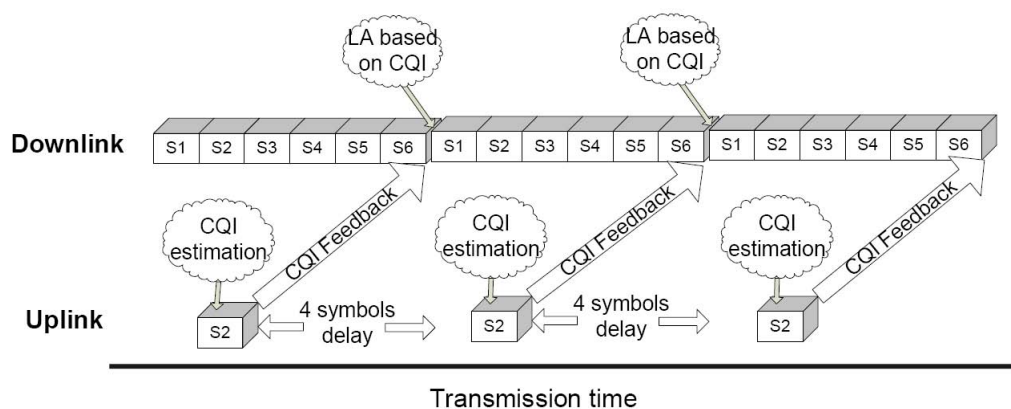 LA based
on CQI
LA based
on CQI
Downlink
S1 S2 S3 S4 S5 S6 S1 S2 S3 S4 S5 S6 S1 S2 S3 S4 S5 S6
CQI
estimation
CQI Feedback
CQI
estimation
CQI Feedback
CQI
estimation
CQI Feedback
Uplink
S2
4 symbols
delay
S2
4 symbols
delay
S2
Transmission time